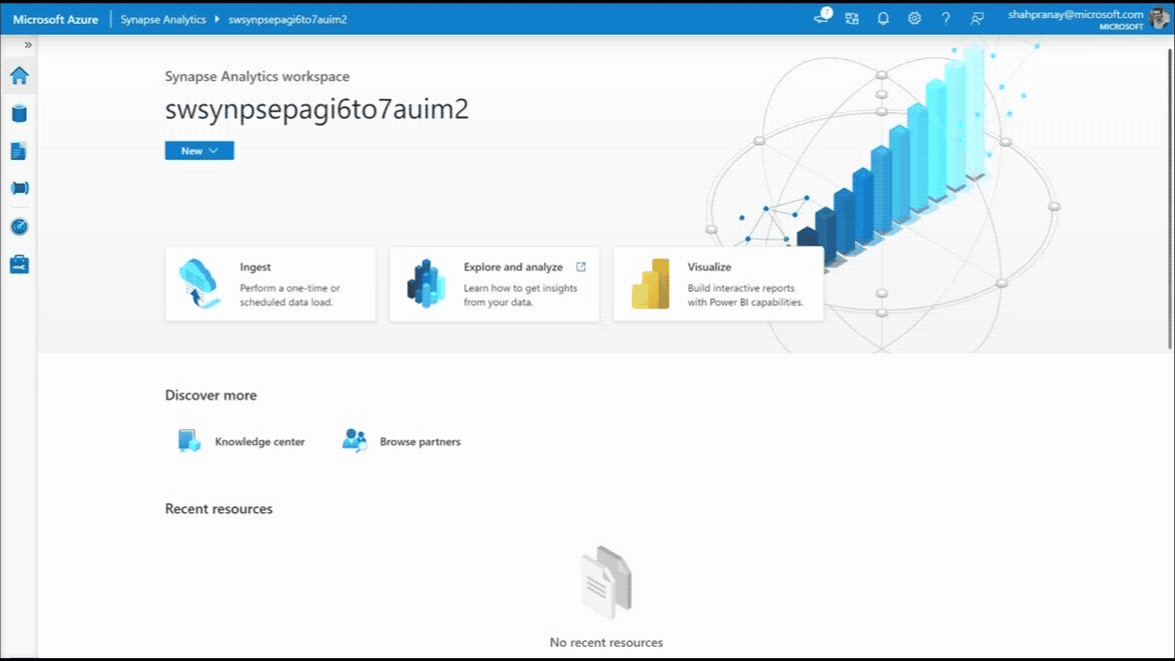 Microsoft Azure
Synapse Analytics
swsynpsepagi6to7auim2
7
?
shahpranay@microsoft.com
MICROSOFT
»
Synapse Analytics workspace
swsynpsepagi6to7auim2
New
Ingest
Perform a one-time or
scheduled data load.
Explore and analyze
Learn how to get insights
from your data.
Visualize
Build interactive reports
with Power BI capabilities.
Discover more
Knowledge center
Browse partners
Recent resources
No recent resources